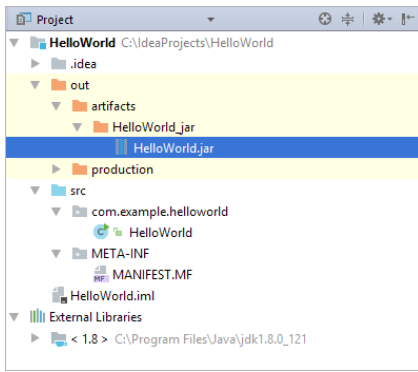 Project
HelloWorld C:\IdeaProjects\HelloWorld
.idea
out
artifacts
HelloWorld_jar
HelloWorld.jar
production
src
com.example.helloworld
C HelloWorld
META-INF
MF MANIFEST.MF
HelloWorld.iml
External Libraries
< 1.8 > C:\Program Files\Java\jdk1.8.0_121